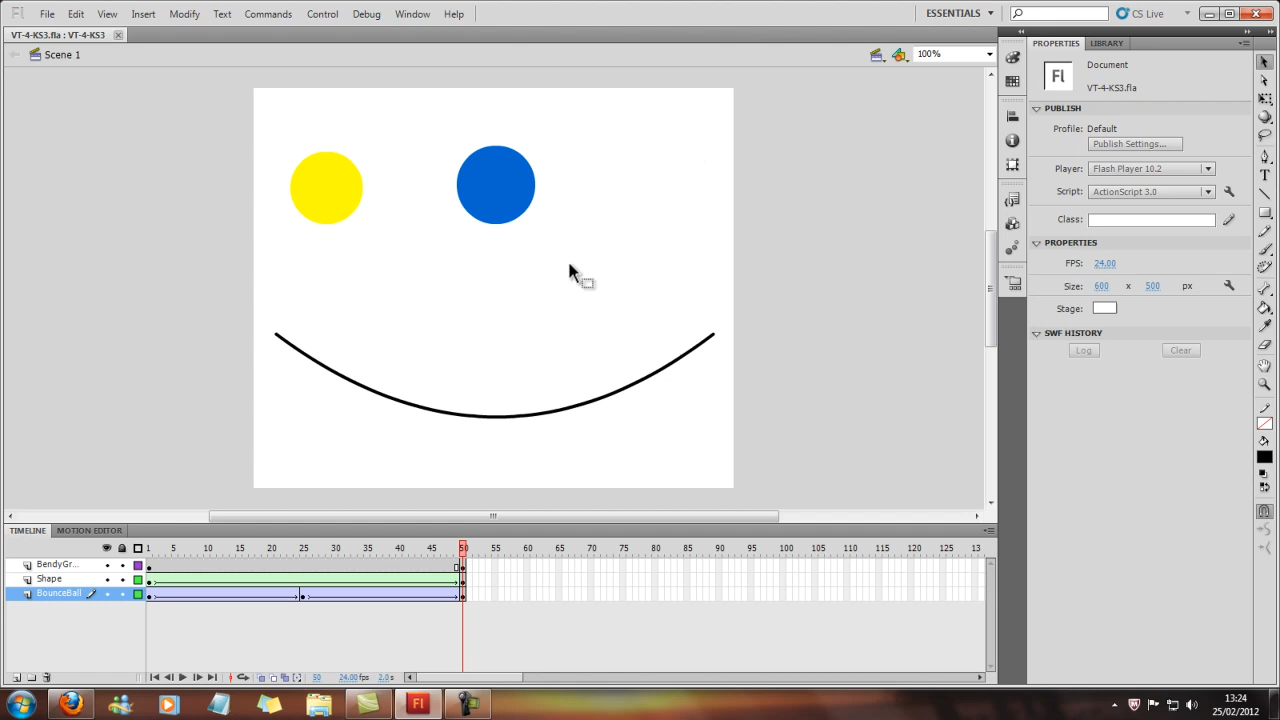 Fl File Edit View Insert Modify Text Commands Control Debug Window Help ESSENTIALS CS Live
VT-4-KS3.fla : VT-4-KS3
Scene 1 100%
PROPERTIES LIBRARY
Document
Fl
VT-4-KS3.fla
PUBLISH
Profile: Default
Publish Settings...
Player: Flash Player 10.2
Script: ActionScript 3.0
Class:
PROPERTIES
FPS: 24.00
Size: 600 x 500 px
Stage:
SWF HISTORY
Log Clear
TIMELINE MOTION EDITOR
1 5 10 15 20 25 30 35 40 45 50 55 60 65 70 75 80 85 90 95 100 105 110 115 120 125 13
BendyGr...
Shape
BounceBall
50 24.00fps 2.0s
Fl
13:24
25/02/2012